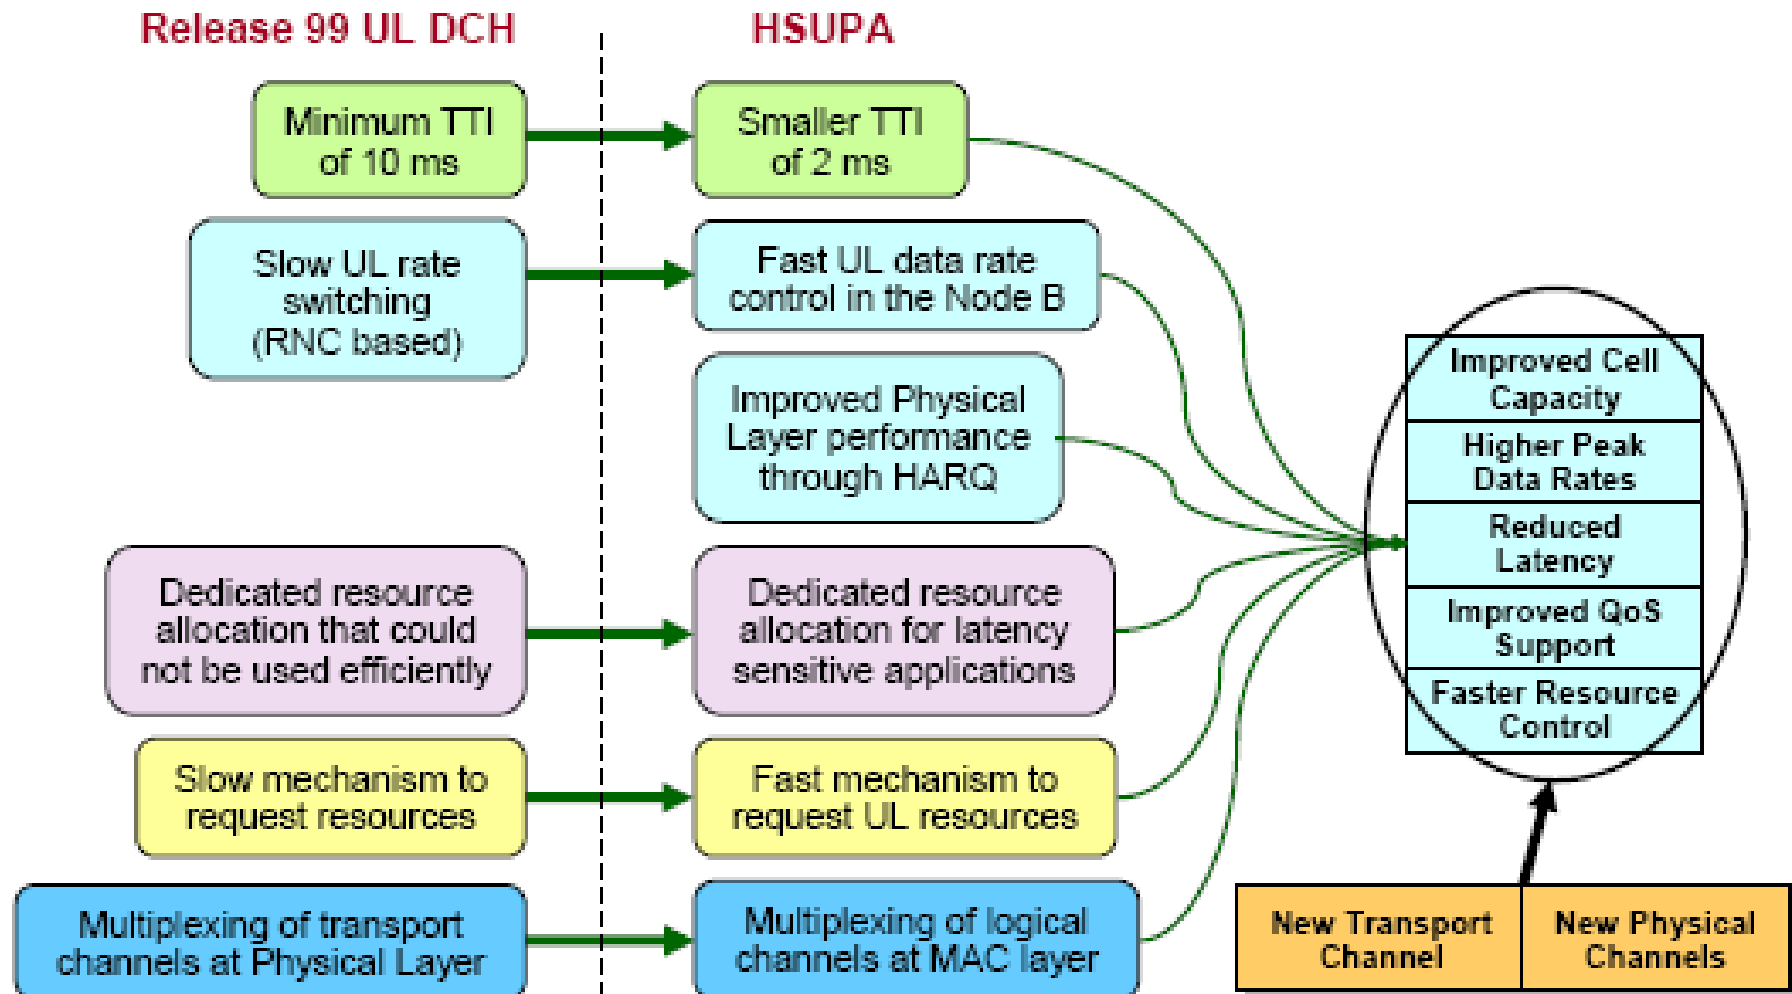 Release 99 UL DCH
HSUPA
Minimum TTI
of 10 ms
Smaller TTI
of 2 ms
Slow UL rate
switching
(RNC based)
Fast UL data rate
control in the Node B
Improved Physical
Layer performance
through HARQ
Dedicated resource
allocation that could
not be used efficiently
Dedicated resource
allocation for latency
sensitive applications
Slow mechanism to
request resources
Fast mechanism to
request UL resources
Multiplexing of transport
channels at Physical Layer
Multiplexing of logical
channels at MAC layer
Improved Cell
Capacity
Higher Peak
Data Rates
Reduced
Latency
Improved QoS
Support
Faster Resource
Control
New Transport
Channel
New Physical
Channels